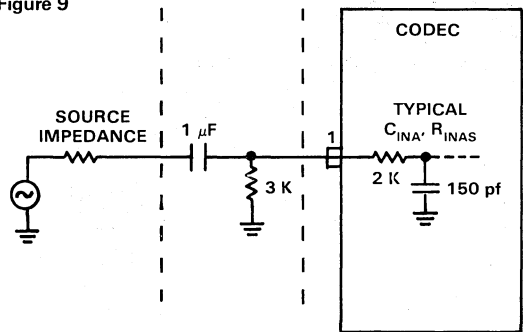 Figure 9
CODEC
SOURCE
IMPEDANCE
1 μF
3 K
1
TYPICAL
C_INA, R_INAS
2 K
150 pf